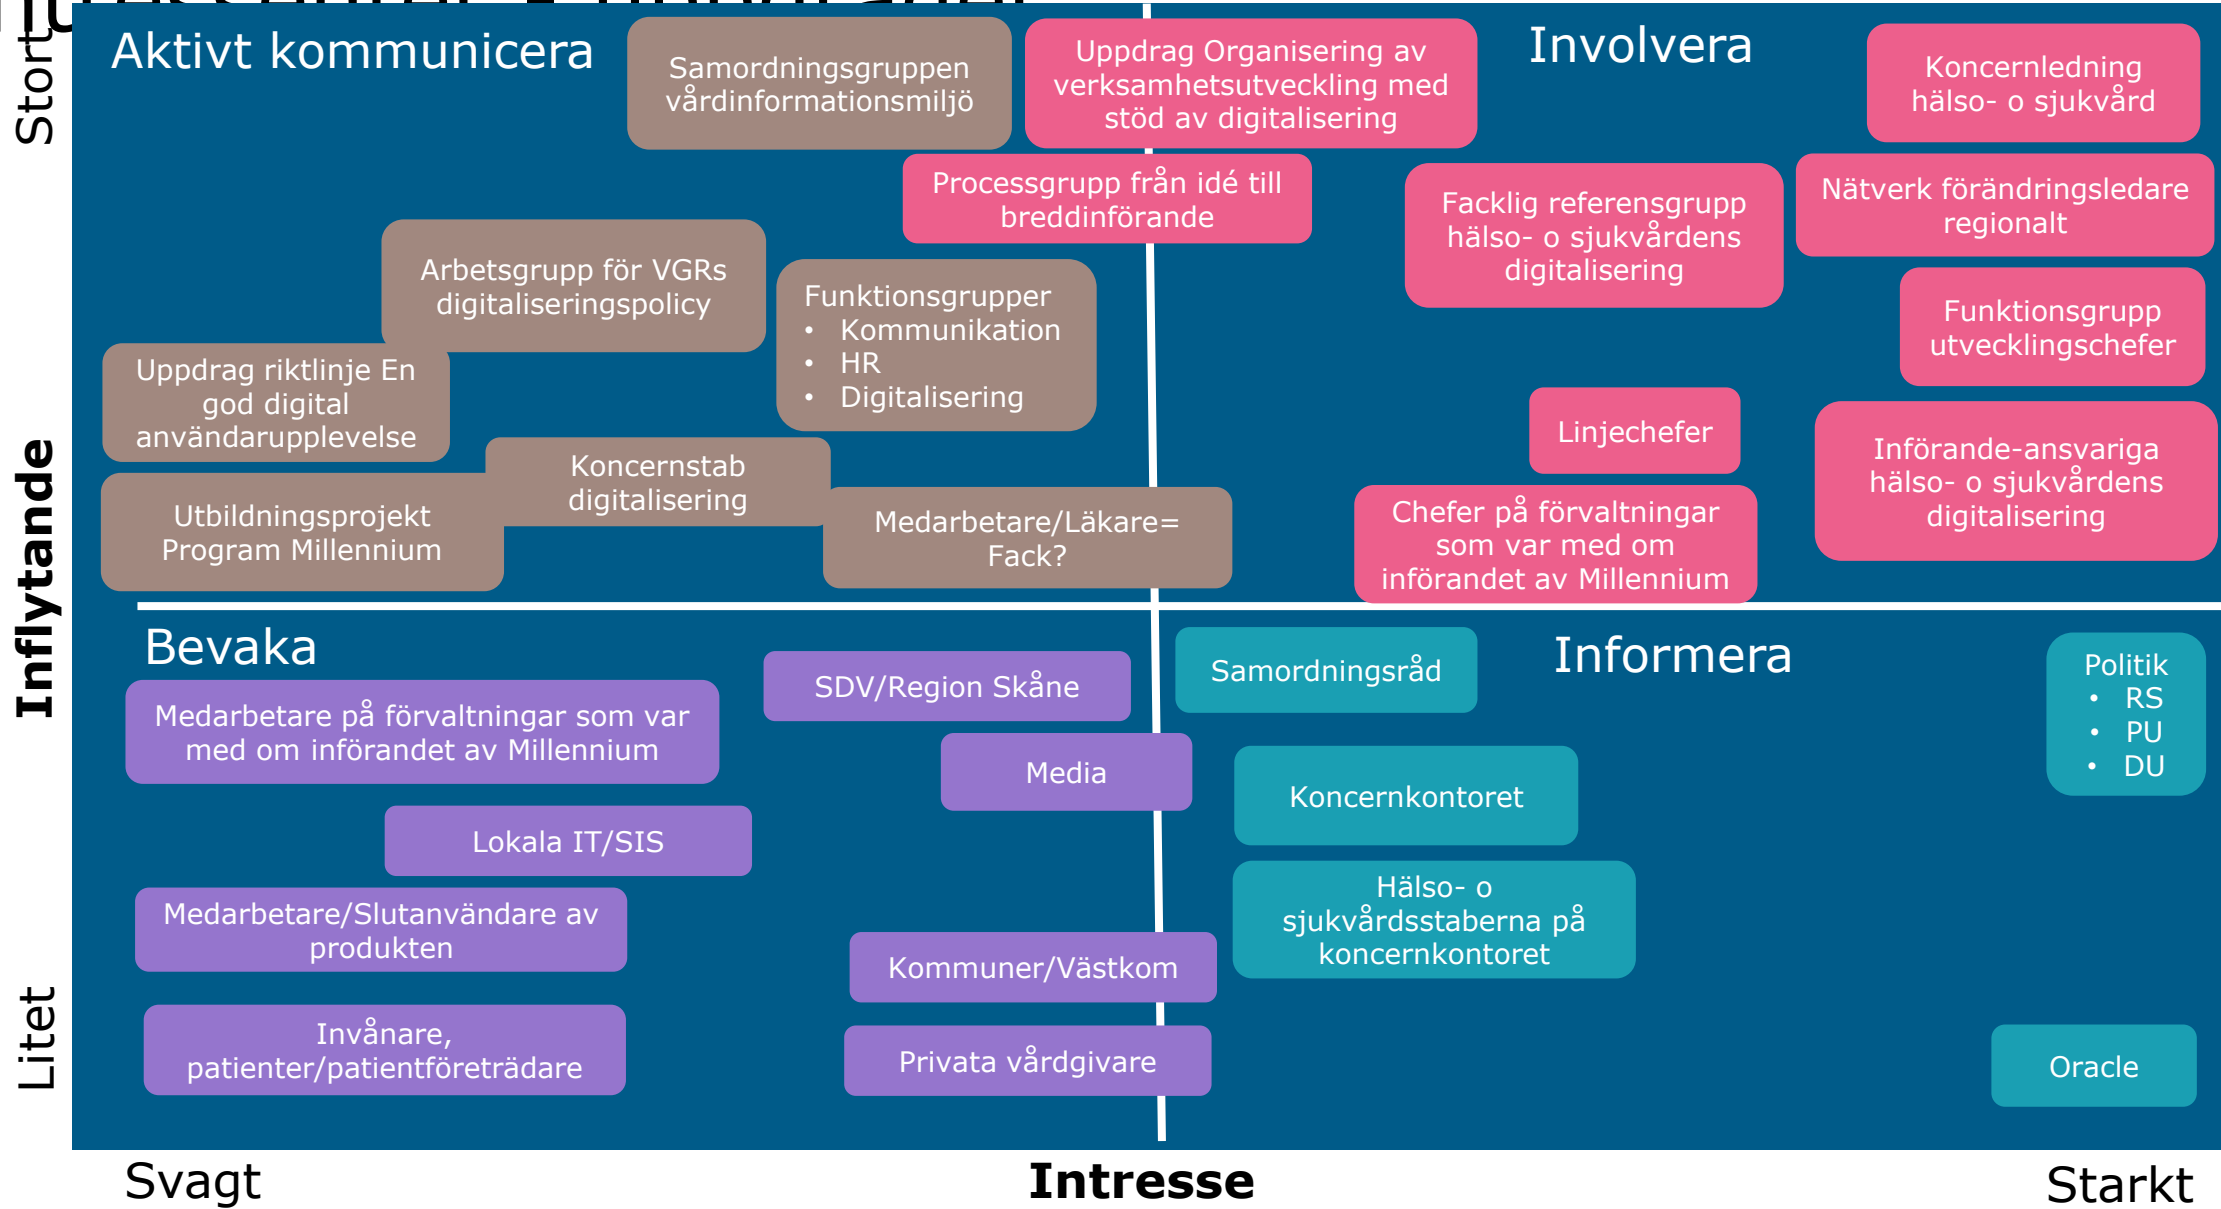 Stort
Inflytande
Litet
Aktivt kommunicera
Samordningsgruppen
vårdinformationsmiljö
Uppdrag Organisering av
verksamhetsutveckling med
stöd av digitalisering
Processgrupp från idé till
breddinförande
Arbetsgrupp för VGRs
digitaliseringspolicy
Funktionsgrupper
• Kommunikation
• HR
• Digitalisering
Uppdrag riktlinje En
god digital
användarupplevelse
Koncernstab
digitalisering
Utbildningsprojekt
Program Millennium
Medarbetare/Läkare=
Fack?
Involvera
Koncernledning
hälso- o sjukvård
Facklig referensgrupp
hälso- o sjukvårdens
digitalisering
Nätverk förändringsledare
regionalt
Funktionsgrupp
utvecklingschefer
Linjechefer
Införande-ansvariga
hälso- o sjukvårdens
digitalisering
Chefer på förvaltningar
som var med om
införandet av Millennium
Bevaka
SDV/Region Skåne
Medarbetare på förvaltningar som var
med om införandet av Millennium
Media
Lokala IT/SIS
Medarbetare/Slutanvändare av
produkten
Kommuner/Västkom
Invånare,
patienter/patientföreträdare
Privata vårdgivare
Informera
Samordningsråd
Politik
• RS
• PU
• DU
Koncernkontoret
Hälso- o
sjukvårdsstaberna på
koncernkontoret
Oracle
Svagt
Intresse
Starkt